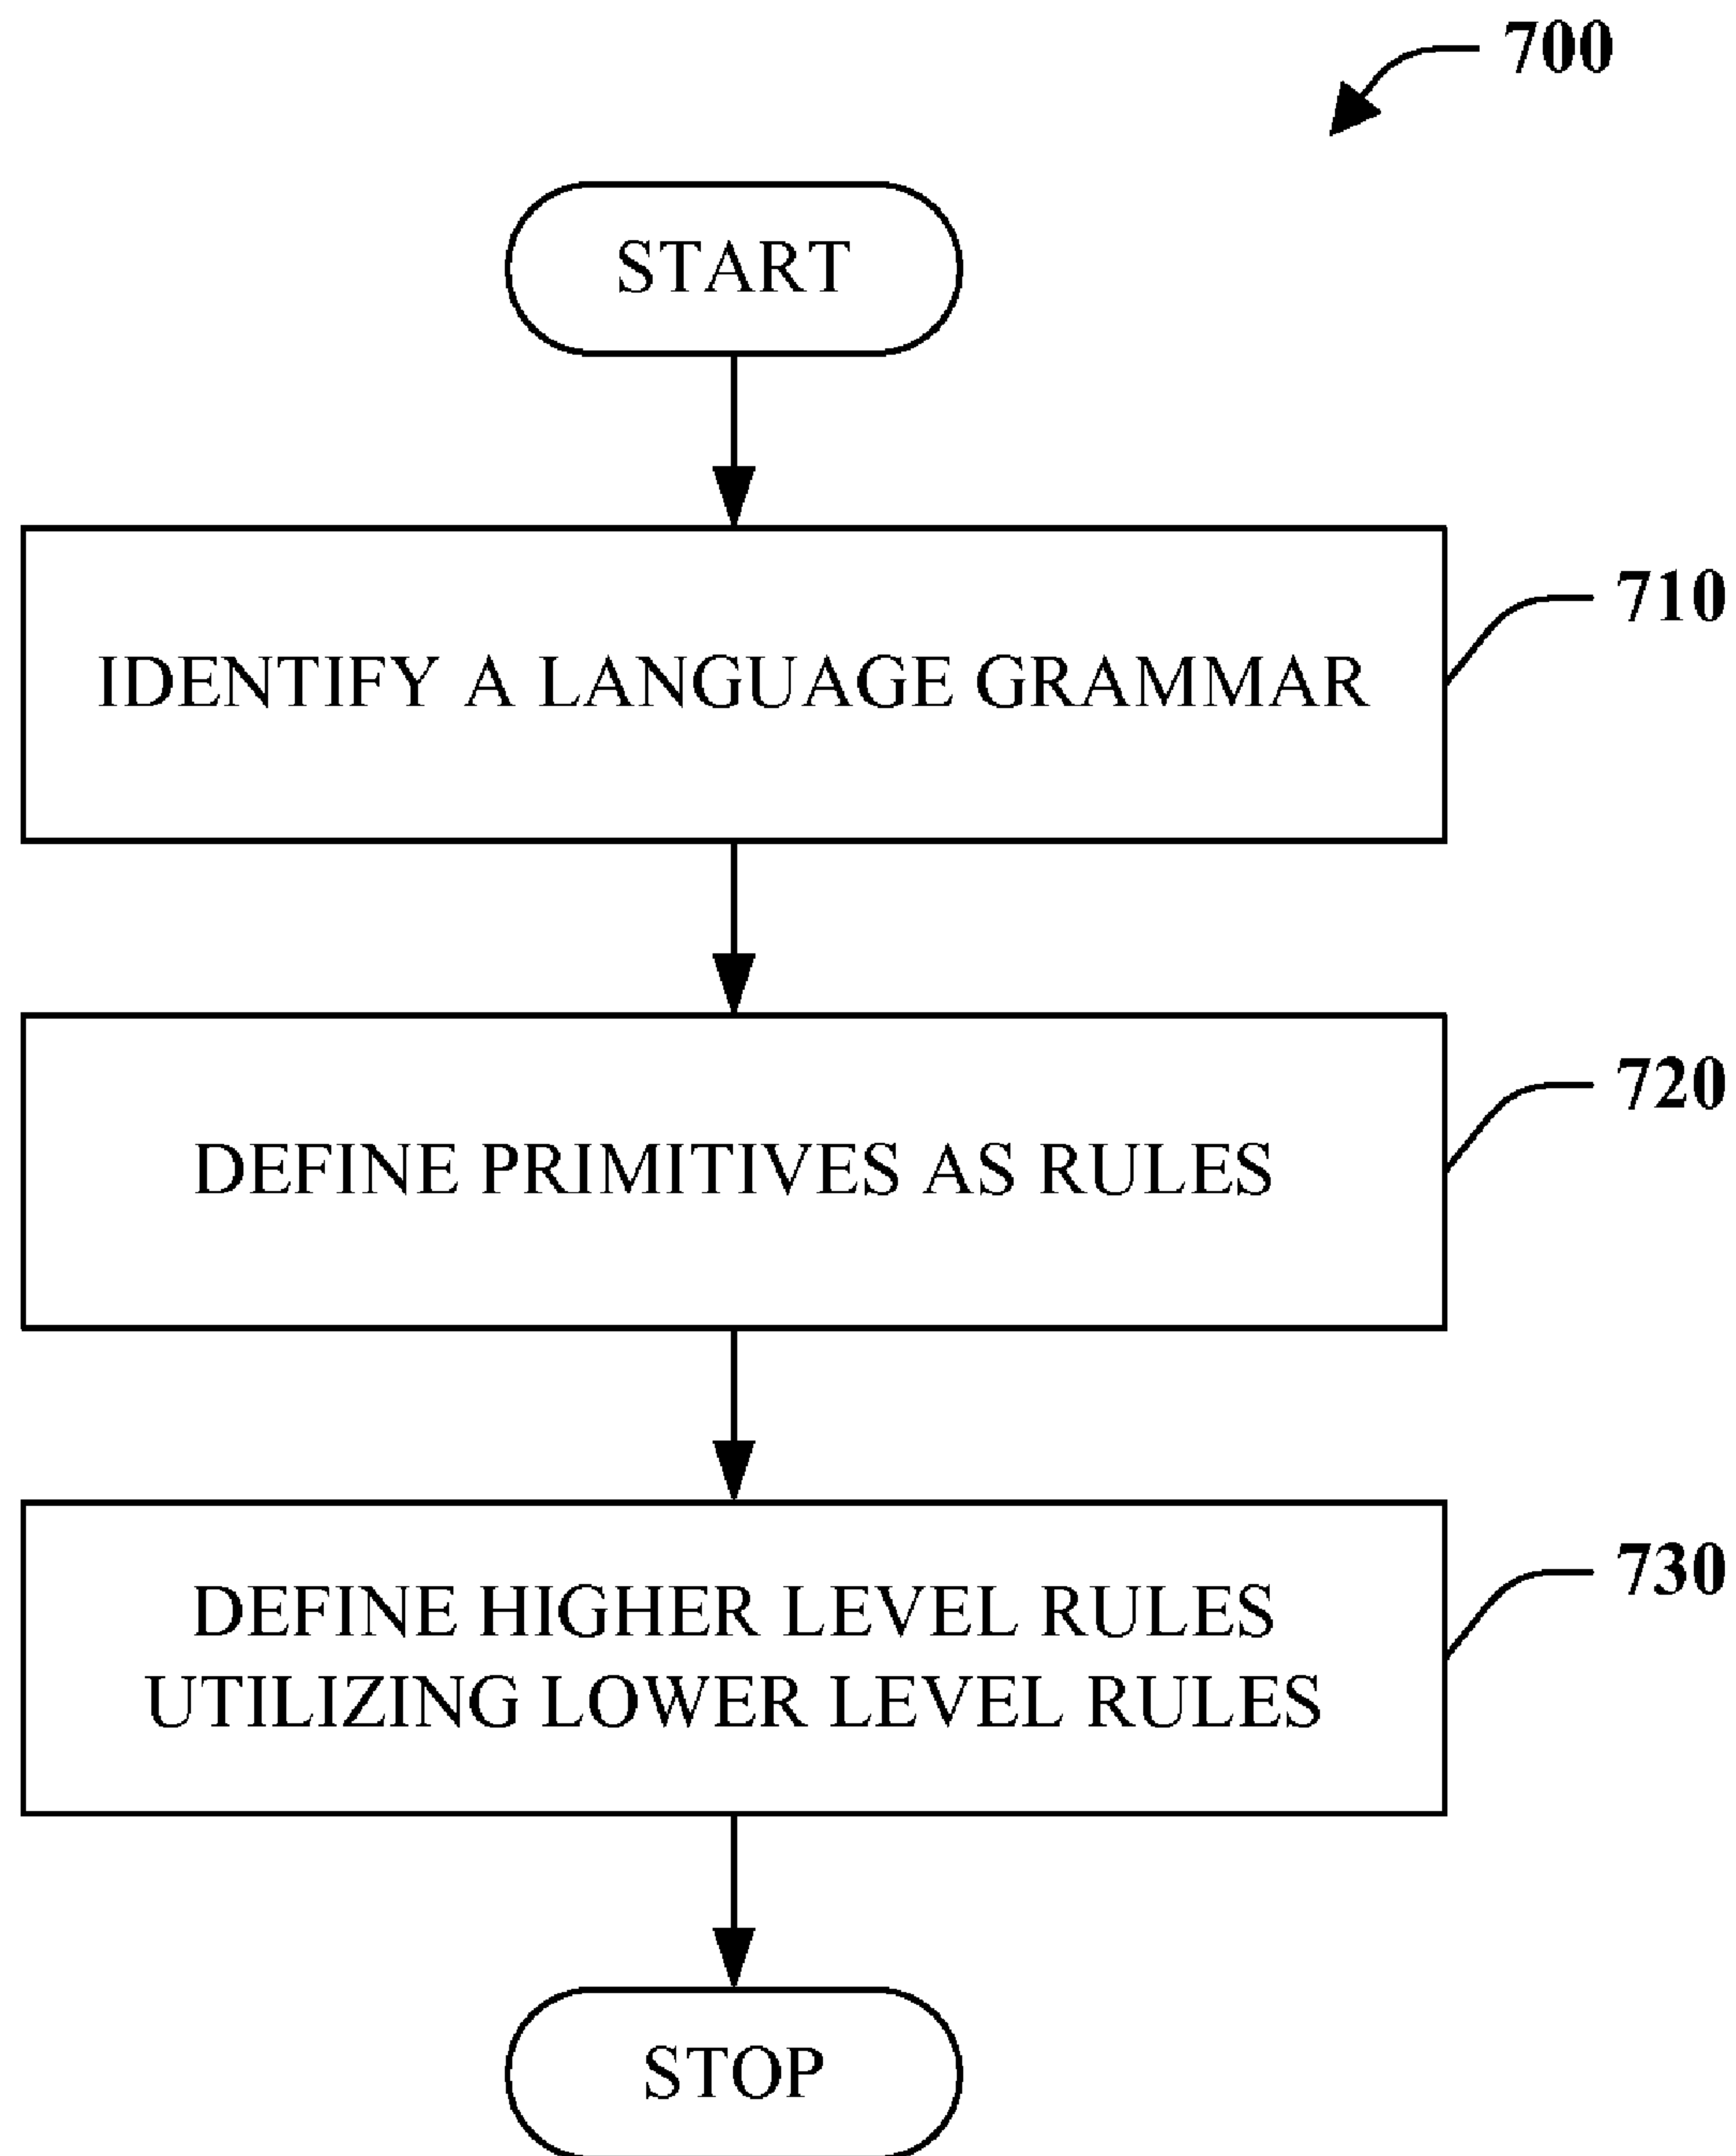 700
START
710
IDENTIFY A LANGUAGE GRAMMAR
720
DEFINE PRIMITIVES AS RULES
730
DEFINE HIGHER LEVEL RULES
UTILIZING LOWER LEVEL RULES
STOP